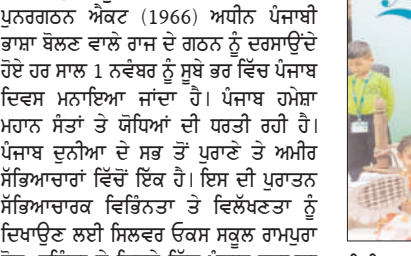 ਪੁਨਰਗਠਨ ਐਕਟ (1966) ਅਧੀਨ ਪੰਜਾਬੀ
ਭਾਸ਼ਾ ਬੋਲਣ ਵਾਲੇ ਰਾਜ ਦੇ ਗਠਨ ਨੂੰ ਦਰਸਾਉਂਦੇ
ਹੋਏ ਹਰ ਸਾਲ 1 ਨਵੰਬਰ ਨੂੰ ਸੂਬੇ ਭਰ ਵਿੱਚ ਪੰਜਾਬ
ਦਿਵਸ ਮਨਾਇਆ ਜਾਂਦਾ ਹੈ। ਪੰਜਾਬ ਹਮੇਸ਼ਾ
ਮਹਾਨ ਸੰਤਾਂ ਤੇ ਯੋਧਿਆਂ ਦੀ ਧਰਤੀ ਰਹੀ ਹੈ।
ਪੰਜਾਬ ਦੁਨੀਆ ਦੇ ਸਭ ਤੋਂ ਪੁਰਾਣੇ ਤੇ ਅਮੀਰ
ਸੱਭਿਆਚਾਰਾਂ ਵਿੱਚੋਂ ਇੱਕ ਹੈ। ਇਸ ਦੀ ਪੁਰਾਤਨ
ਸੱਭਿਆਚਾਰਕ ਵਿਭਿੰਨਤਾ ਤੇ ਵਿਲੱਖਣਤਾ ਨੂੰ
ਦਿਖਾਉਣ ਲਈ ਸਿਲਵਰ ਓਕਸ ਸਕੂਲ ਰਾਮਪੁਰਾ